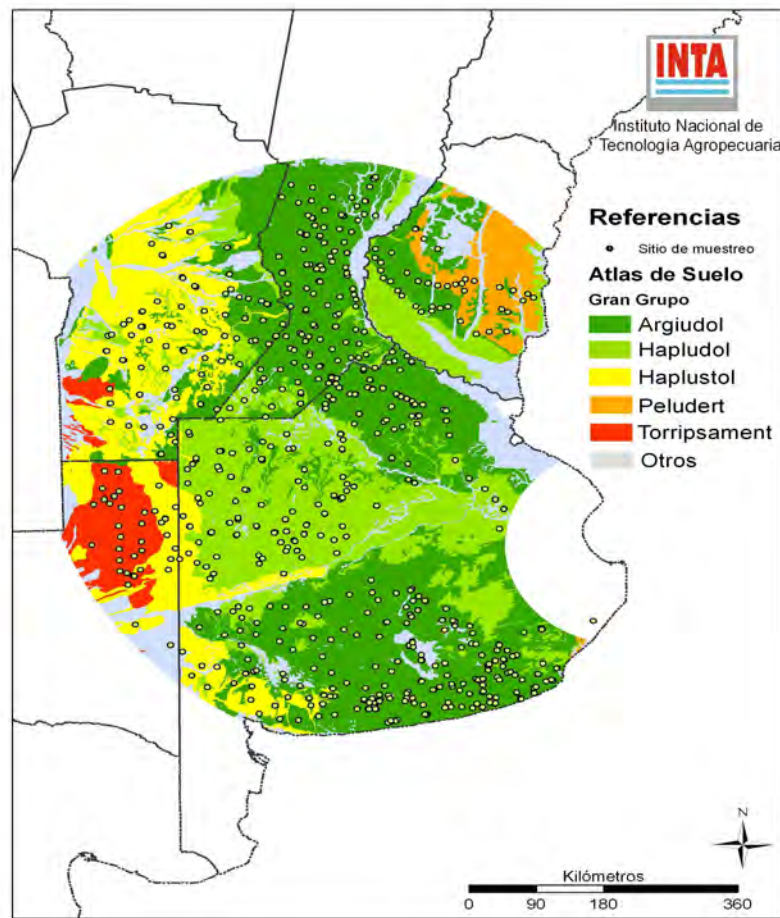 INTA
Instituto Nacional de
Tecnología Agropecuaria
Referencias
Sitio de muestreo
Atlas de Suelo
Gran Grupo
Argiudol
Hapludol
Haplustol
Peludert
Torripsament
Otros
N
Kilómetros
0 90 180 360